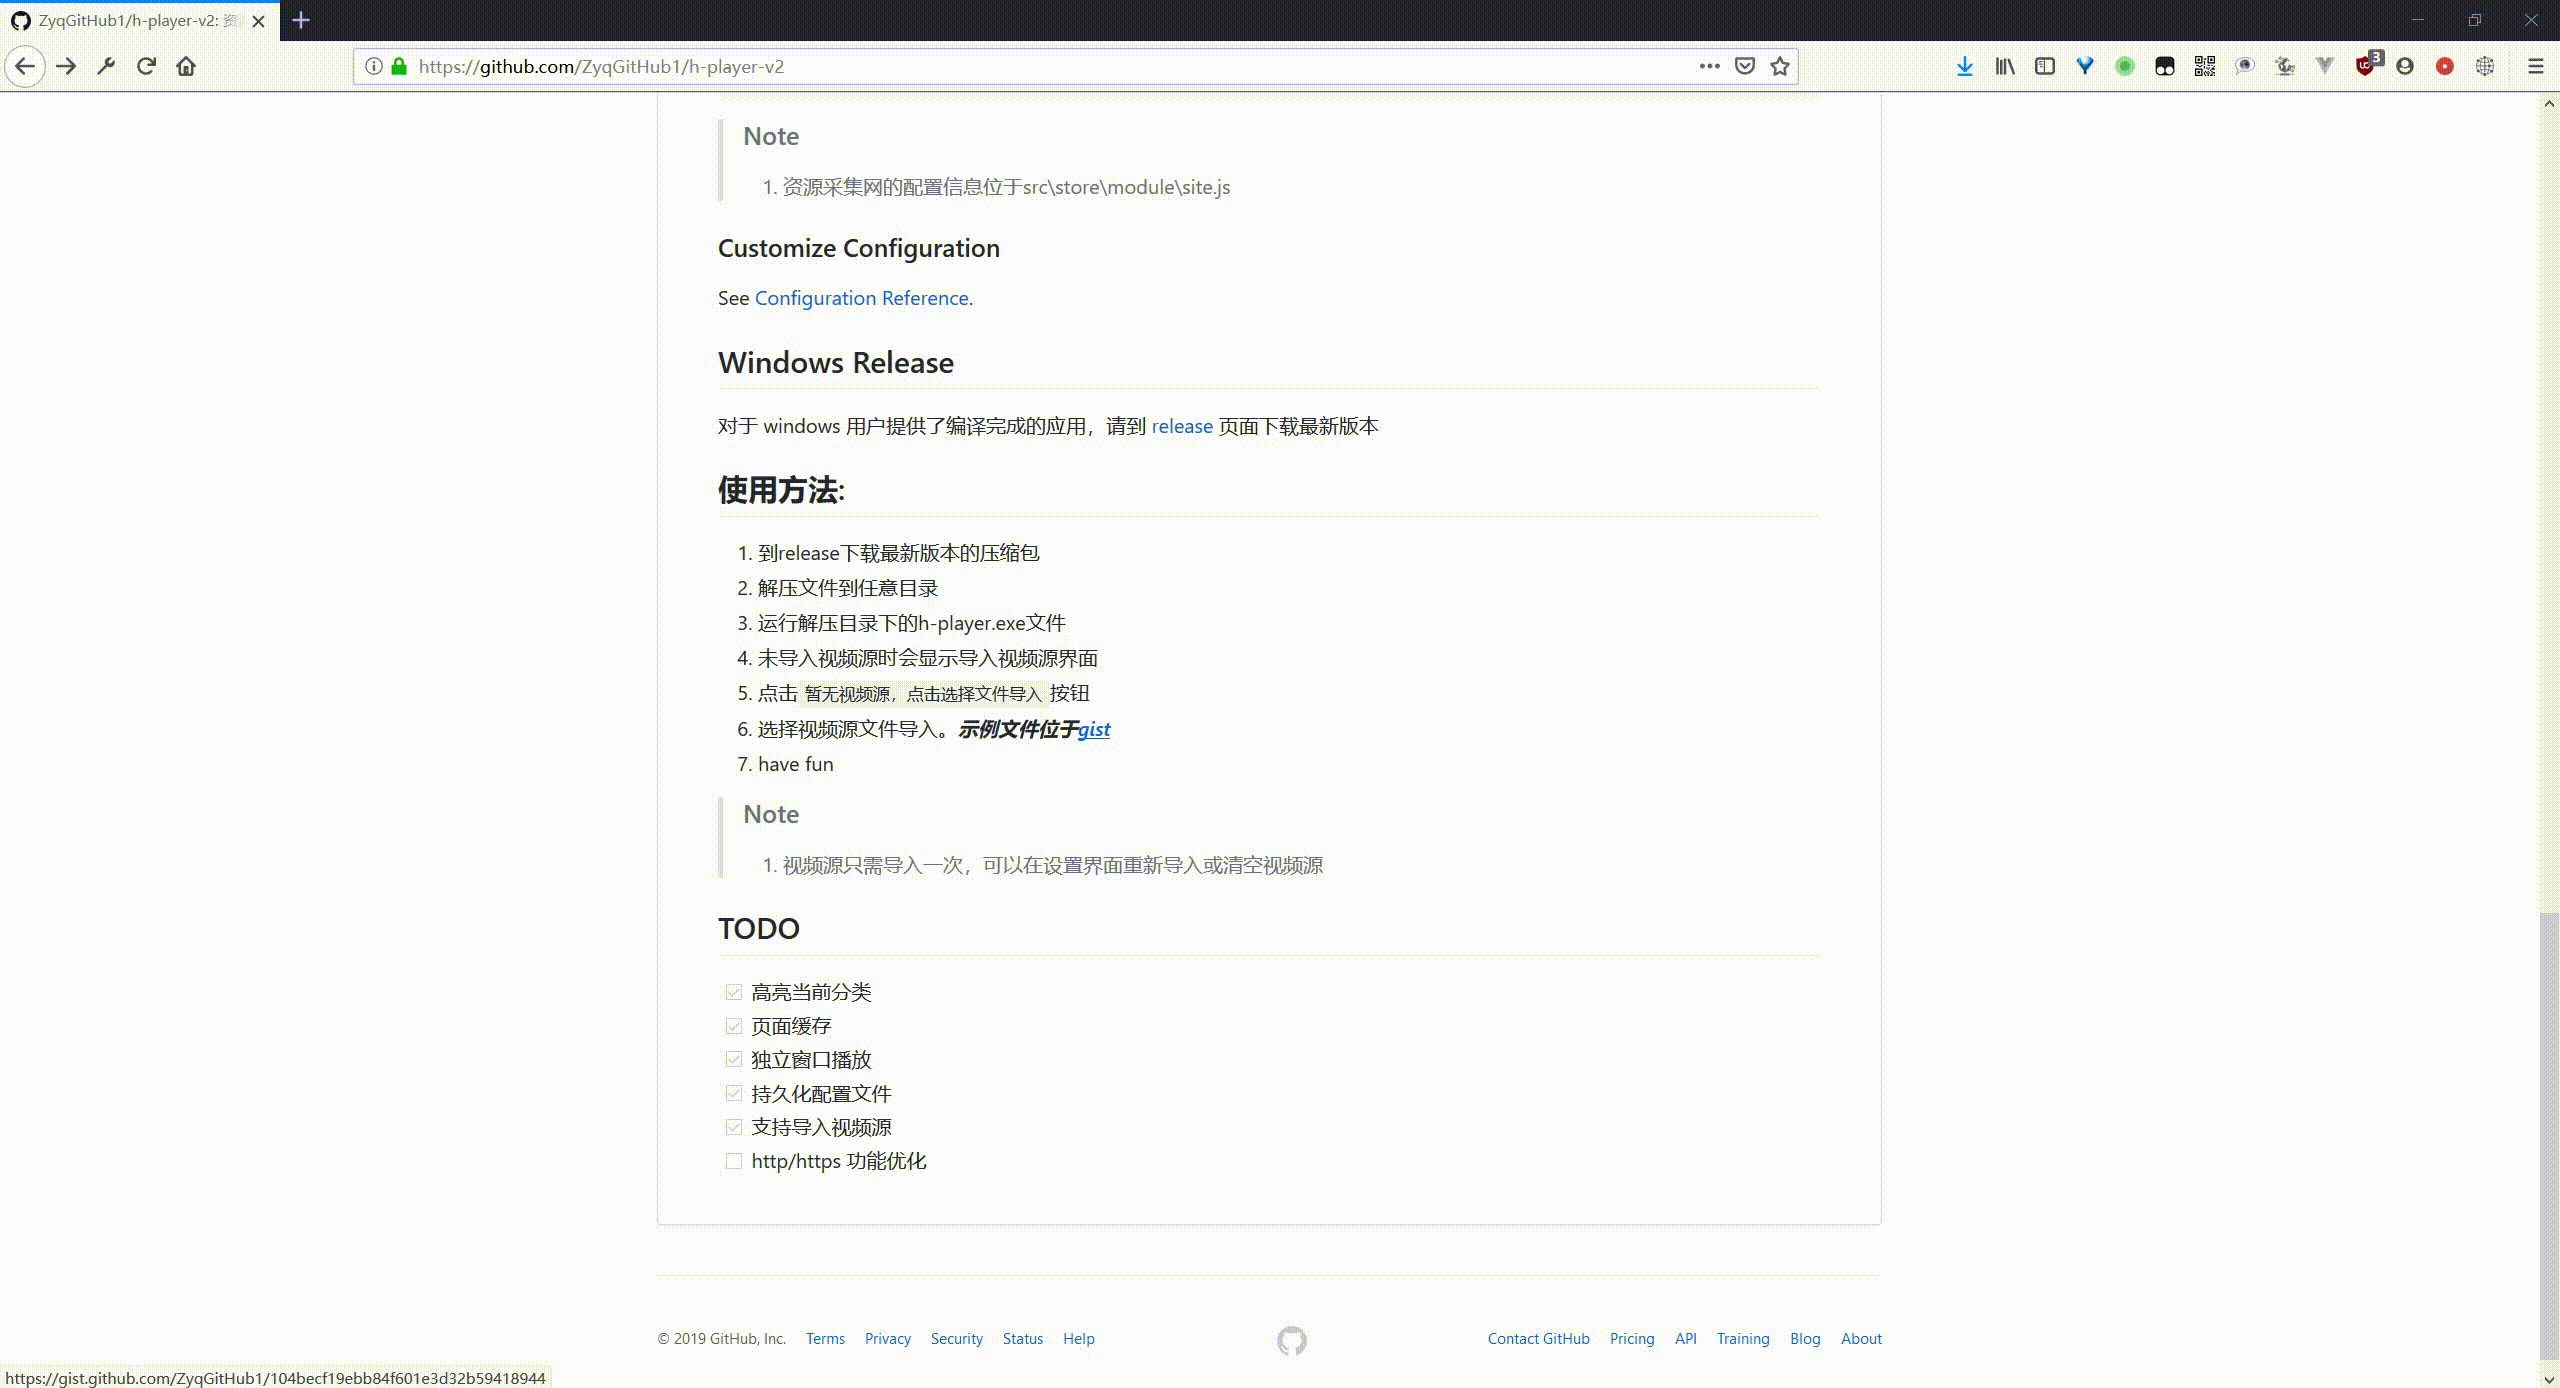 ZyqGitHub1/h-player-v2: 资
https://github.com/ZyqGitHub1/h-player-v2
3
Note
1. 资源采集网的配置信息位于src\store\module\site.js
Customize Configuration
See Configuration Reference.
Windows Release
对于 windows 用户提供了编译完成的应用，请到 release 页面下载最新版本
使用方法:
1. 到release下载最新版本的压缩包
2. 解压文件到任意目录
3. 运行解压目录下的h-player.exe文件
4. 未导入视频源时会显示导入视频源界面
5. 点击 暂无视频源，点击选择文件导入 按钮
6. 选择视频源文件导入。示例文件位于gist
7. have fun
Note
1. 视频源只需导入一次，可以在设置界面重新导入或清空视频源
TODO
高亮当前分类
页面缓存
独立窗口播放
持久化配置文件
支持导入视频源
http/https 功能优化
© 2019 GitHub, Inc. Terms Privacy Security Status Help Contact GitHub Pricing API Training Blog About
https://gist.github.com/ZyqGitHub1/104becf19ebb84f601e3d32b59418944